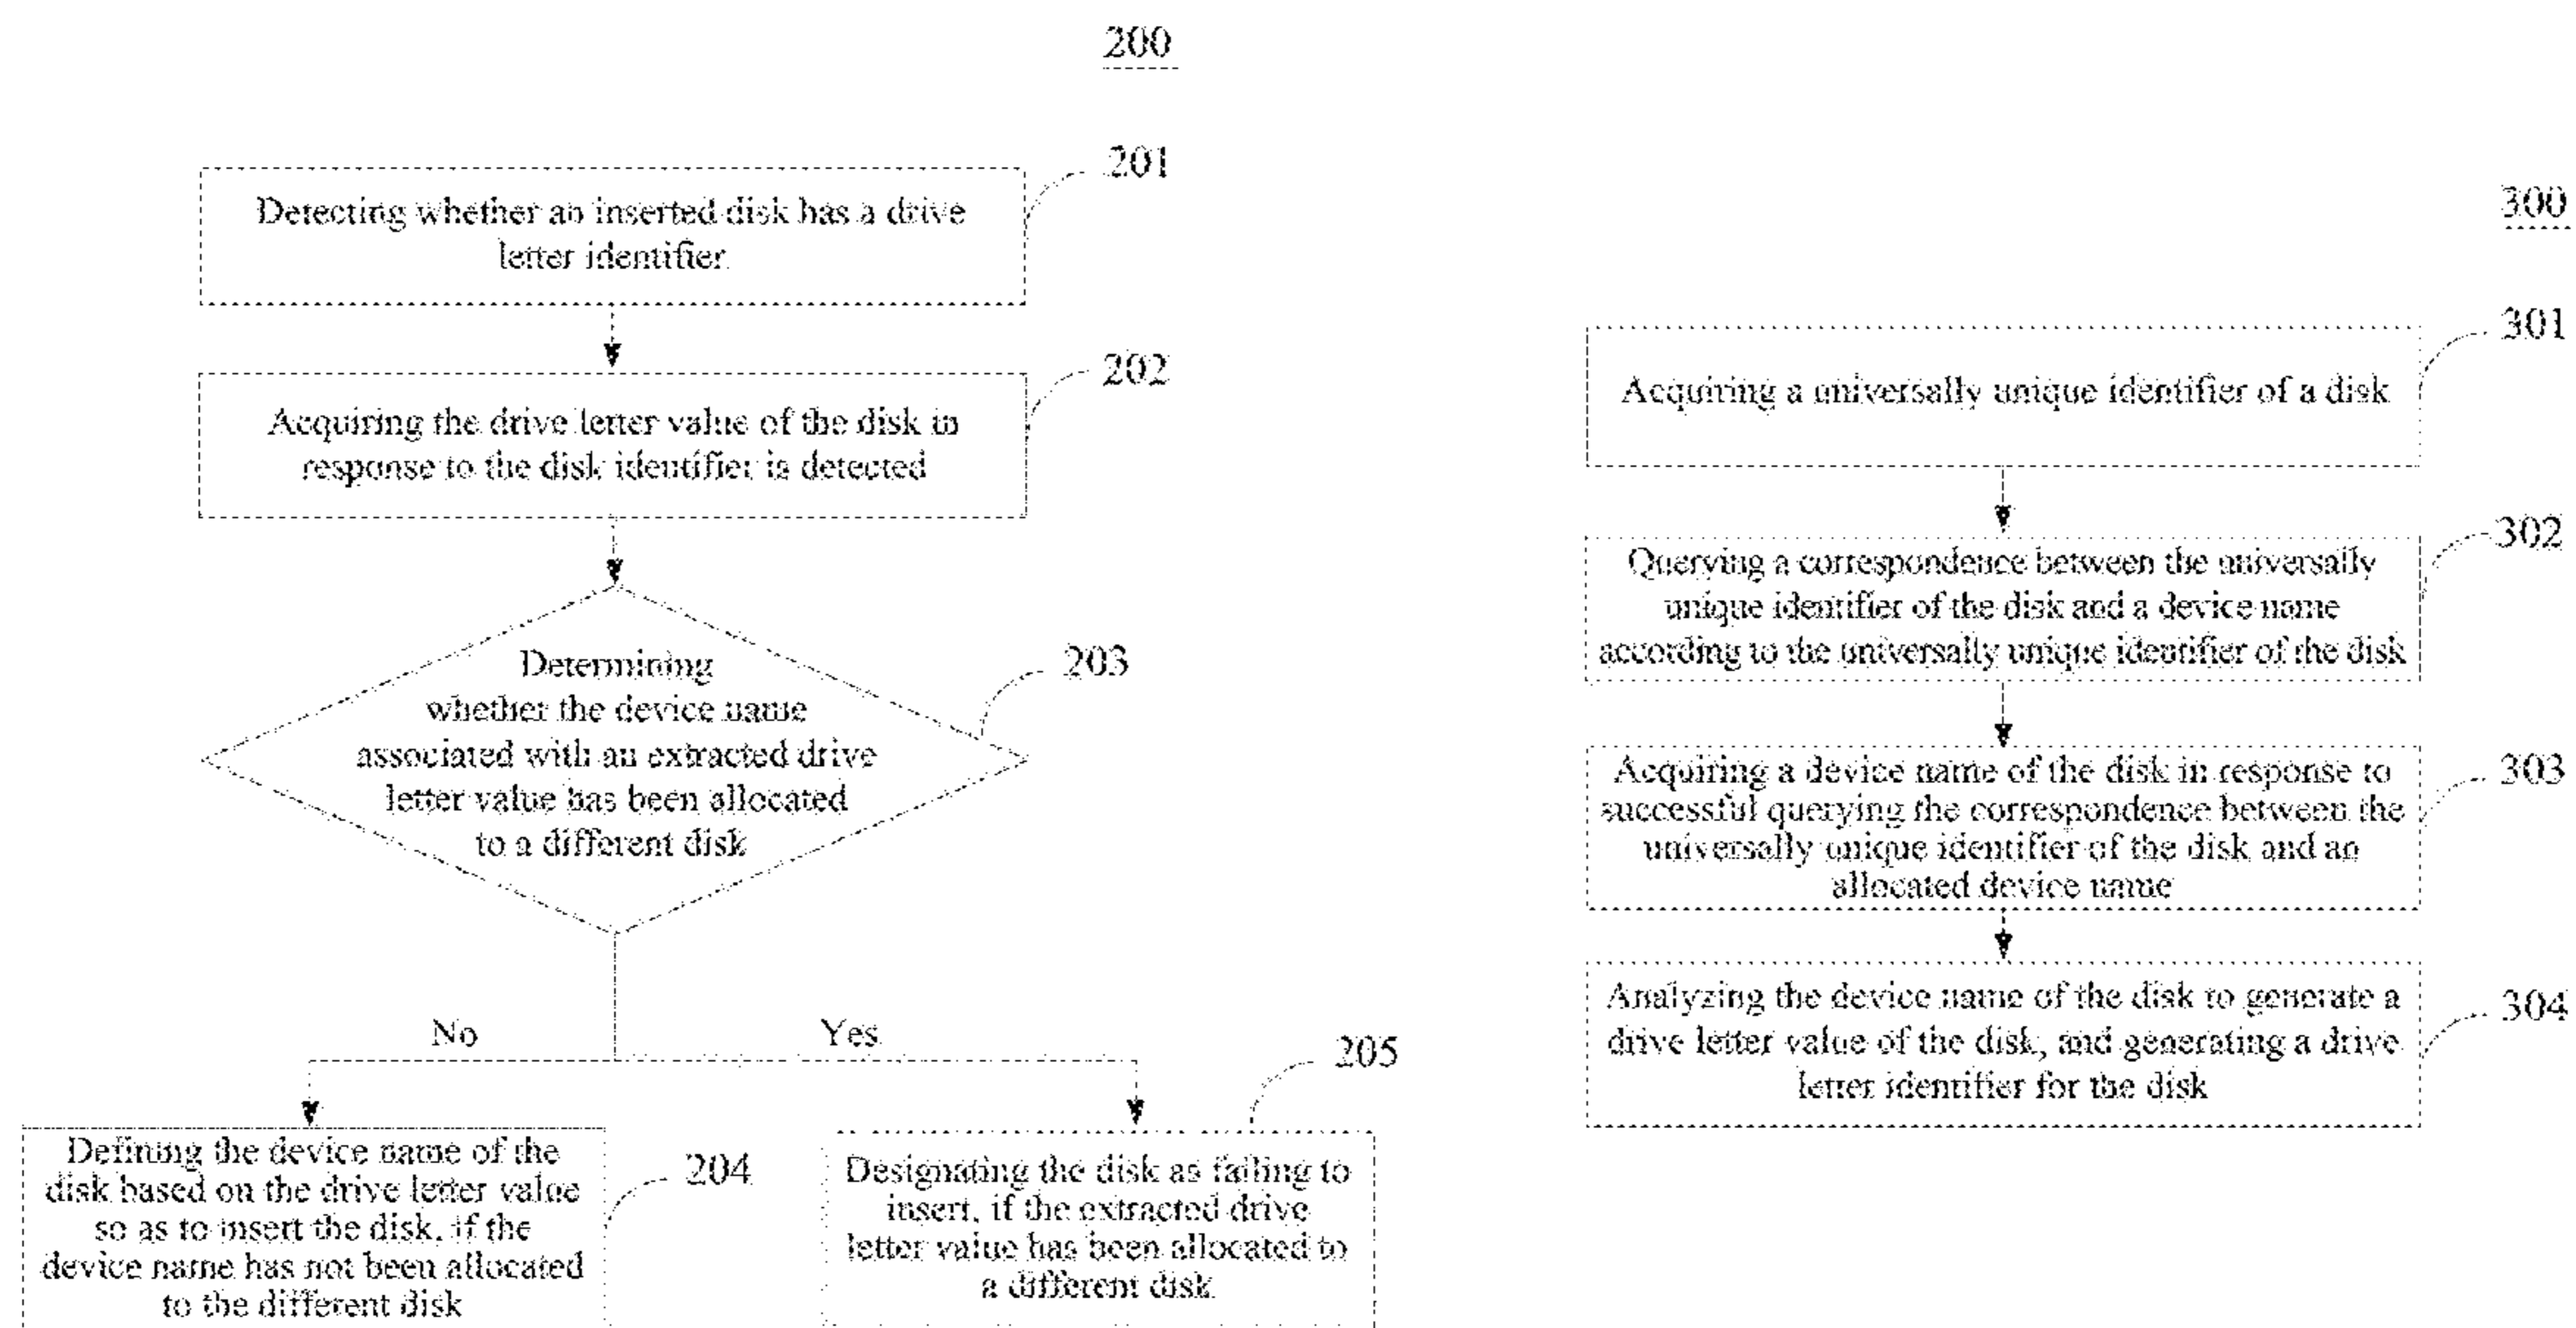 200
201
Detecting whether an inserted disk has a drive
letter identifier
202
Acquiring the drive letter value of the disk in
response to the disk identifier is detected
203
Determining
whether the device name
associated with an extracted drive
letter value has been allocated
to a different disk
No
Yes
204
Defining the device name of the
disk based on the drive letter value
so as to insert the disk, if the
device name has not been allocated
to the different disk
205
Designating the disk as failing to
insert, if the extracted drive
letter value has been allocated to
a different disk
300
301
Acquiring a universally unique identifier of a disk
302
Querying a correspondence between the universally
unique identifier of the disk and a device name
according to the universally unique identifier of the disk
303
Acquiring a device name of the disk in response to
successful querying the correspondence between the
universally unique identifier of the disk and an
allocated device name
304
Analyzing the device name of the disk to generate a
drive letter value of the disk, and generating a drive
letter identifier for the disk